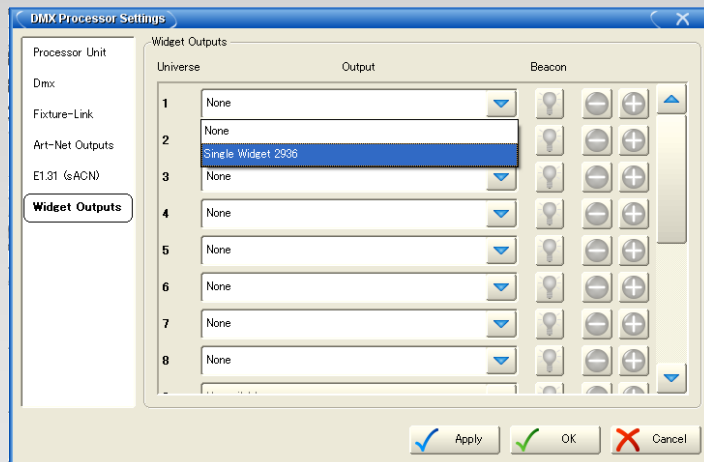 DMX Processor Settings
Processor Unit
Dmx
Fixture-Link
Art-Net Outputs
E1.31 (sACN)
Widget Outputs
Widget Outputs
Universe Output Beacon
1 None
None
2
Single Widget 2936
3 None
4 None
5 None
6 None
7 None
8 None
Apply OK Cancel